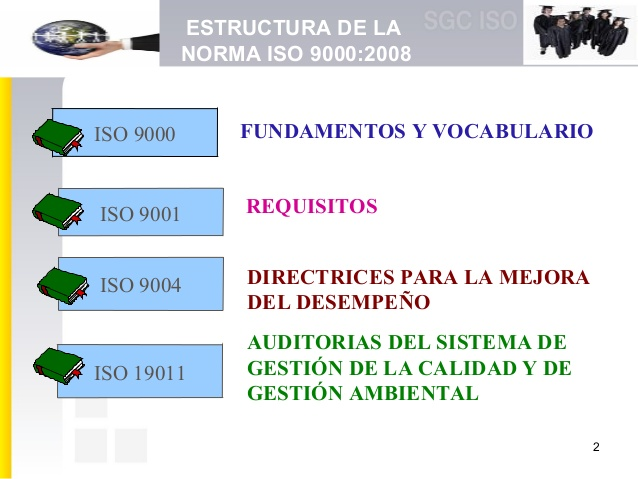 ESTRUCTURA DE LA
NORMA ISO 9000:2008
SGC ISO
ISO 9000
FUNDAMENTOS Y VOCABULARIO
ISO 9001
REQUISITOS
ISO 9004
DIRECTRICES PARA LA MEJORA
DEL DESEMPEÑO
ISO 19011
AUDITORIAS DEL SISTEMA DE
GESTIÓN DE LA CALIDAD Y DE
GESTIÓN AMBIENTAL
2